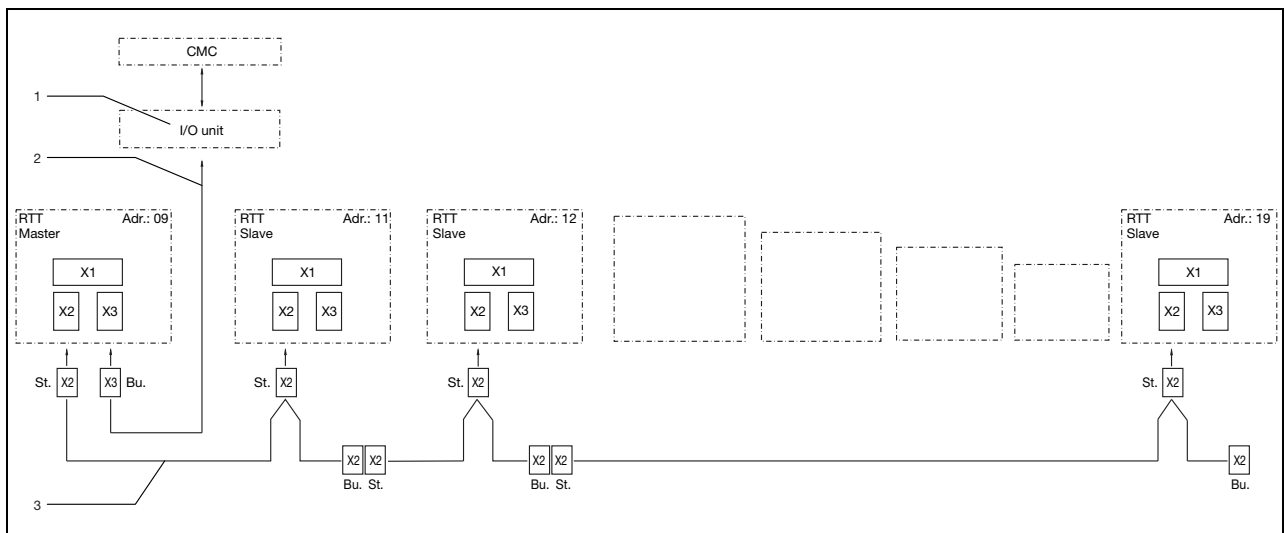 CMC
1
I/O unit
2
RTT Adr.: 09
Master
RTT Adr.: 11
Slave
RTT Adr.: 12
Slave
RTT Adr.: 19
Slave
X1
X2 X3
X1
X2 X3
X1
X2 X3
X1
X2 X3
St. X2 X3 Bu.
St. X2
St. X2
St. X2
X2 X2
Bu. St.
X2 X2
Bu. St.
X2
Bu.
3